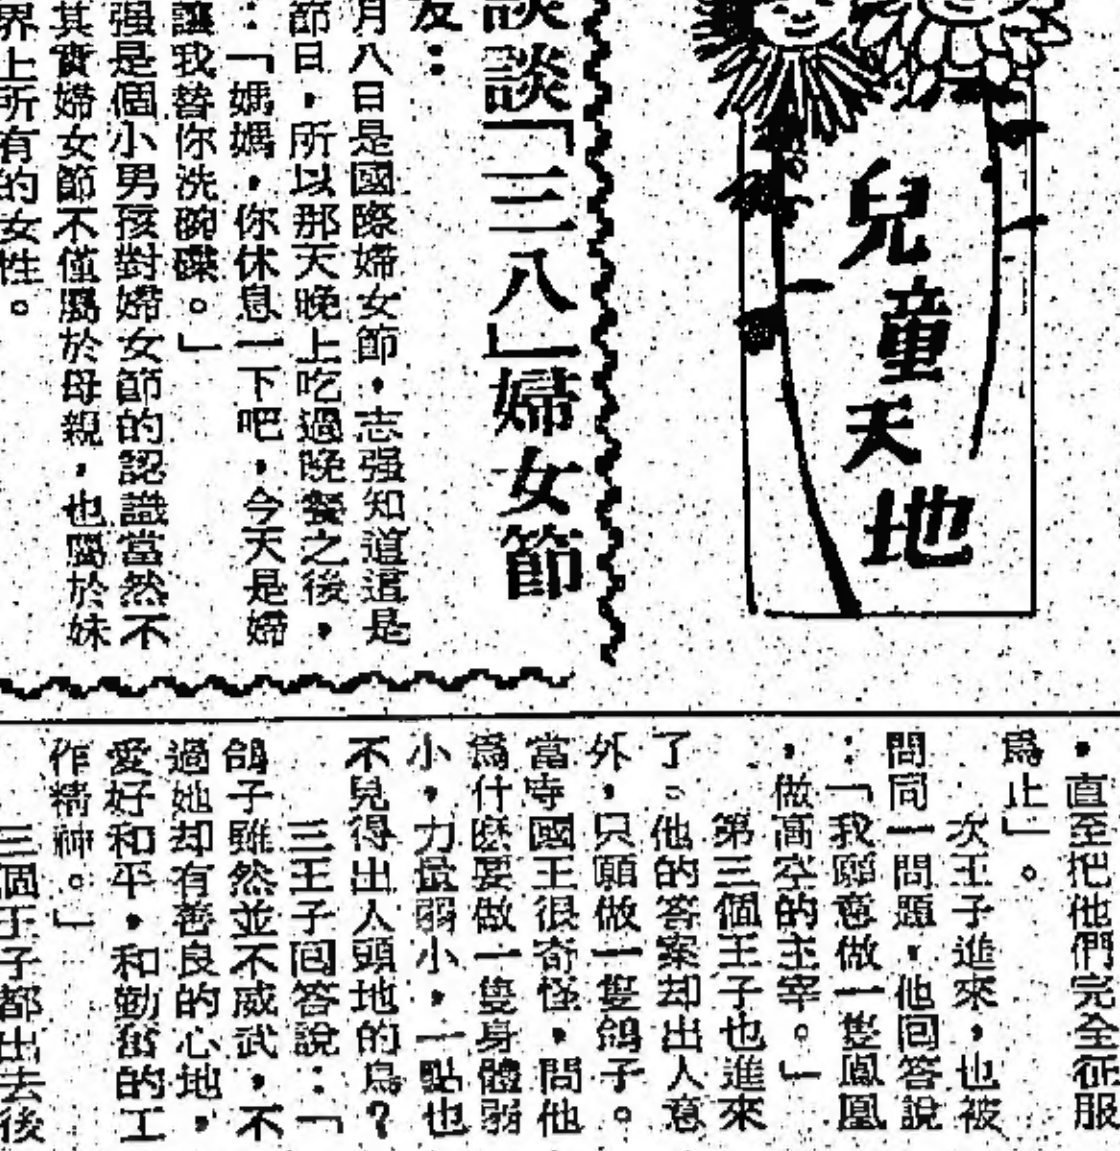 兒童天地
談談「三八」婦女節
友：
月八日是國際婦女節，志强知道這是
節日，所以那天晚上吃過晚餐之後，
：「媽媽，你休息一下吧，今天是婦
讓我替你洗碗碟。」
强是個小男孩對婦女節的認識當然不
其實婦女節不僅屬於母親，也屬於妹
界上所有的女性。
，直至把他們完全征服
爲止」。
次王子進來，也被
問同一問題，他回答說
：「我願意做一隻鳳凰
，做高空的主宰。」
第三個王子也進來
了。他的答案却出人意
外，只願做一隻鴿子。
當時國王很奇怪，問他
爲什麽要做一隻身體弱
小，力最弱小，一點也
不見得出人頭地的鳥？
三王子回答說：「
鴿子雖然並不威武，不
過她却有善良的心地，
愛好和平，和勤奮的工
作精神。」
三個王子都出去後